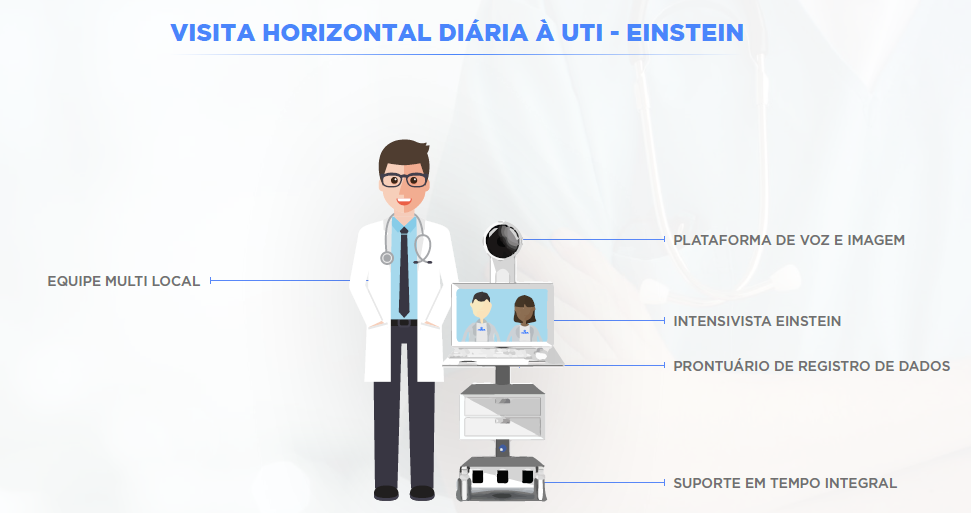 VISITA HORIZONTAL DIÁRIA À UTI - EINSTEIN
PLATAFORMA DE VOZ E IMAGEM
EQUIPE MULTI LOCAL
INTENSIVISTA EINSTEIN
PRONTUÁRIO DE REGISTRO DE DADOS
SUPORTE EM TEMPO INTEGRAL